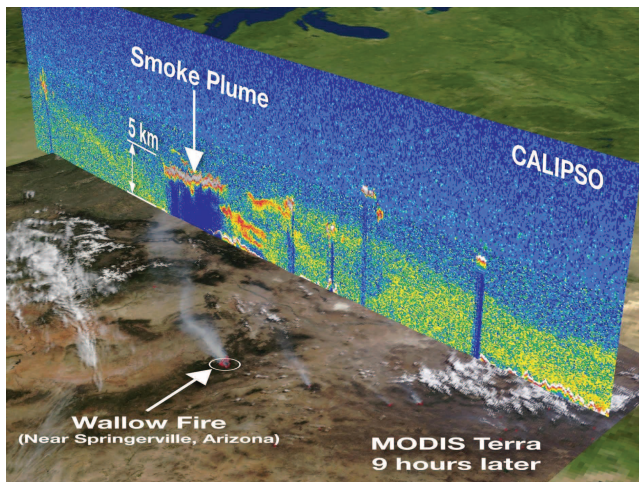 Smoke Plume
5 km
CALIPSO
Wallow Fire
(Near Springerville, Arizona)
MODIS Terra
9 hours later